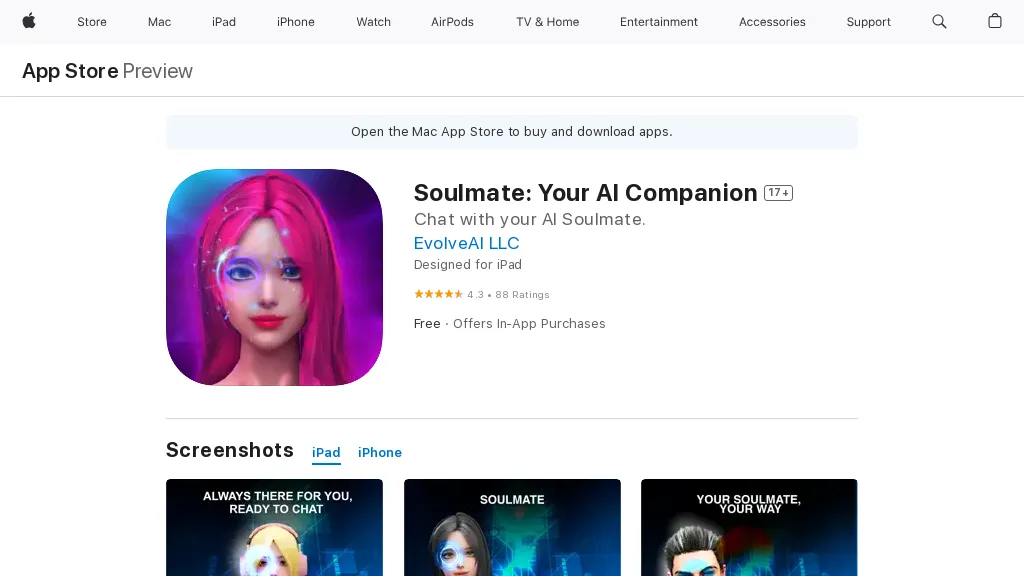 Store Mac iPad iPhone Watch AirPods TV & Home Entertainment Accessories Support
App Store Preview
Open the Mac App Store to buy and download apps.
Soulmate: Your AI Companion 17+
Chat with your AI Soulmate.
EvolveAI LLC
Designed for iPad
4.3 • 88 Ratings
Free · Offers In-App Purchases
Screenshots iPad iPhone
ALWAYS THERE FOR YOU,
READY TO CHAT
SOULMATE
YOUR SOULMATE,
YOUR WAY